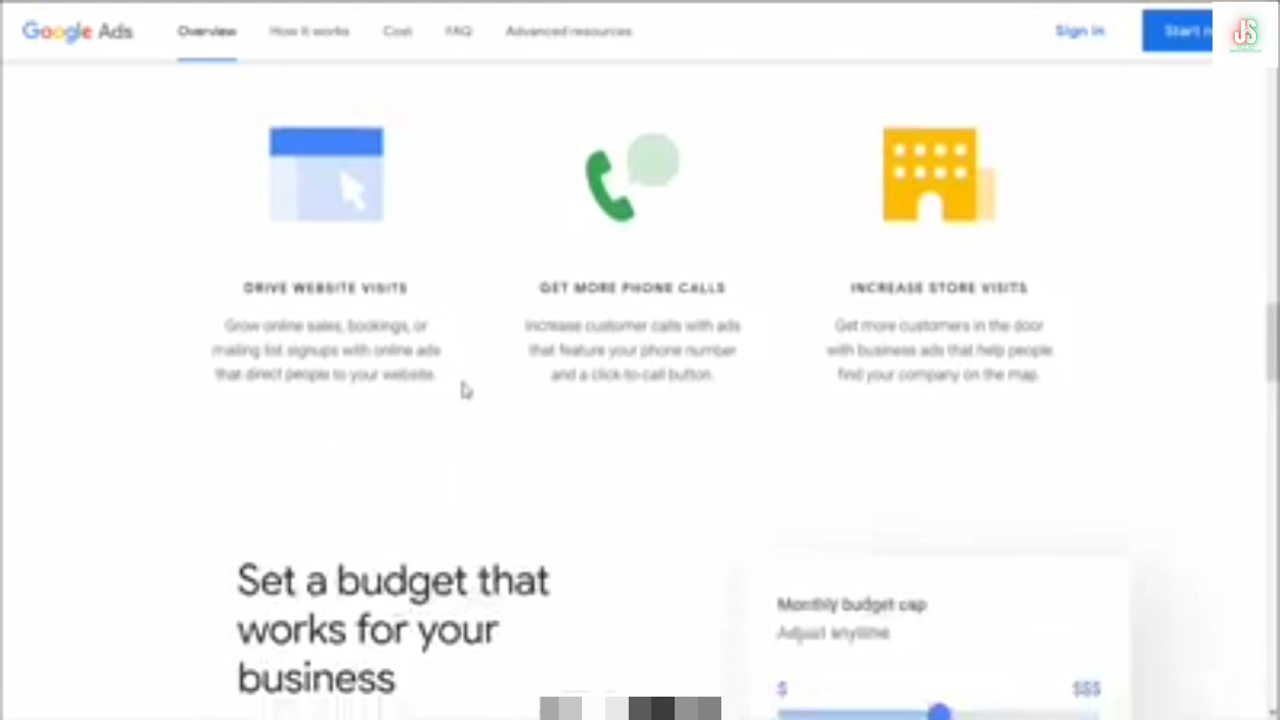 Google Ads Overview How it works Cost FAQ Advanced resources Sign in Start
JS
DRIVE WEBSITE VISITS
Grow online sales, bookings, or
mailing list signups with online ads
that direct people to your website.
GET MORE PHONE CALLS
Increase customer calls with ads
that feature your phone number
and a click-to-call button.
INCREASE STORE VISITS
Get more customers in the door
with business ads that help people
find your company on the map.
Set a budget that
works for your
business
Monthly budget cap
Adjust anytime
$ $$$